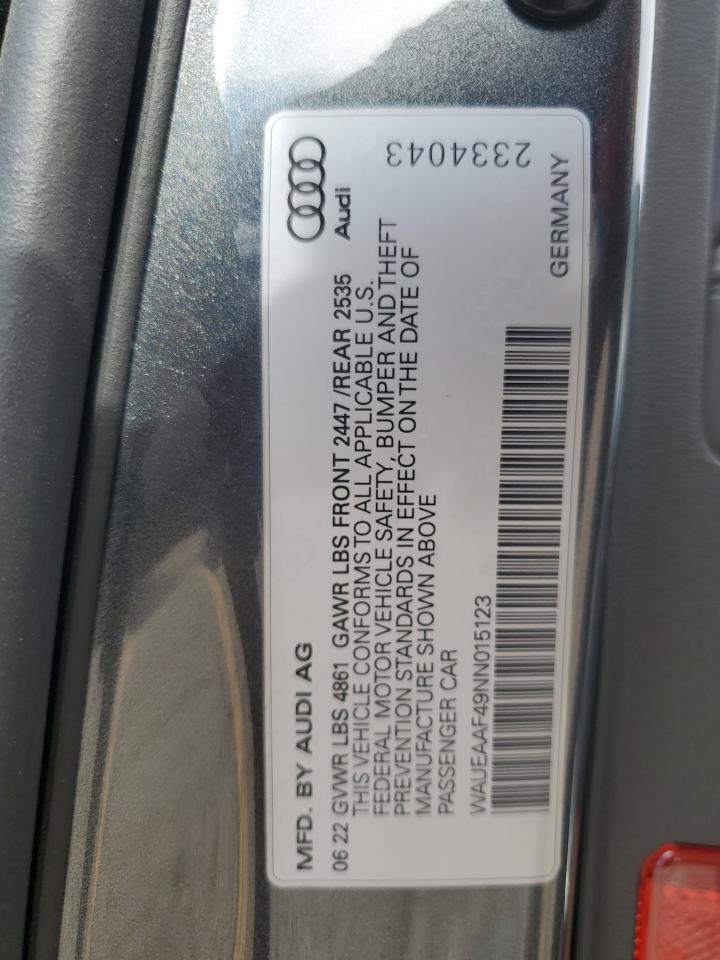 MFD. BY AUDI AG
Audi
06 22 GVWR LBS 4861 GAWR LBS FRONT 2447 /REAR 2535
THIS VEHICLE CONFORMS TO ALL APPLICABLE U.S.
FEDERAL MOTOR VEHICLE SAFETY, BUMPER AND THEFT
PREVENTION STANDARDS IN EFFECT ON THE DATE OF
MANUFACTURE SHOWN ABOVE
PASSENGER CAR
WAUEAAF49NN015123
GERMANY
2334043